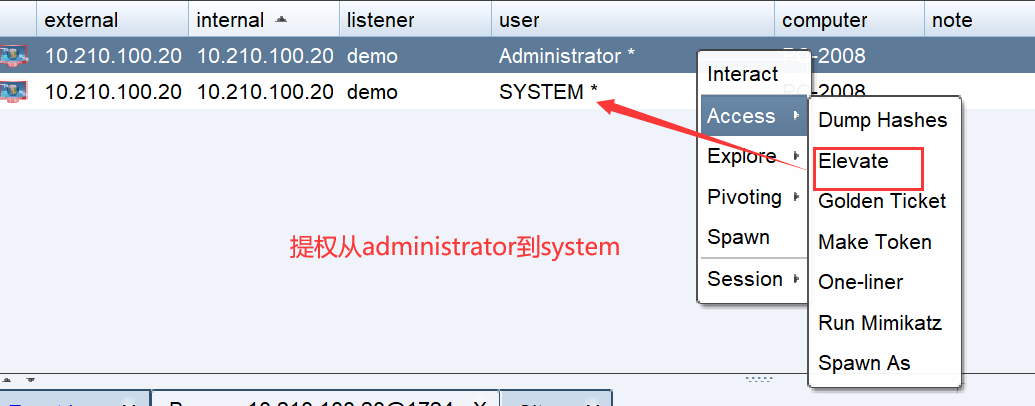 external internal listener user computer note
10.210.100.20 10.210.100.20 demo Administrator * PC-2008
10.210.100.20 10.210.100.20 demo SYSTEM * PC-2008
Interact
Access
Explore
Pivoting
Spawn
Session
Dump Hashes
Elevate
Golden Ticket
Make Token
One-liner
Run Mimikatz
Spawn As
提权从administrator到system
X